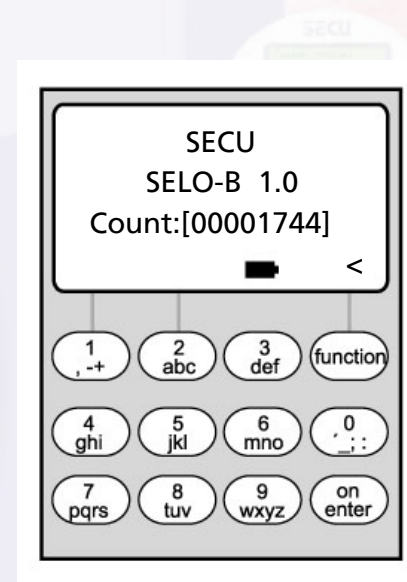 SECU
SECU
SELO-B 1.0
Count:[00001744]
<
1 2 3 function
, -+ abc def
4 5 6 0
ghi jkl mno ´_;:
7 8 9 on
pqrs tuv wxyz enter